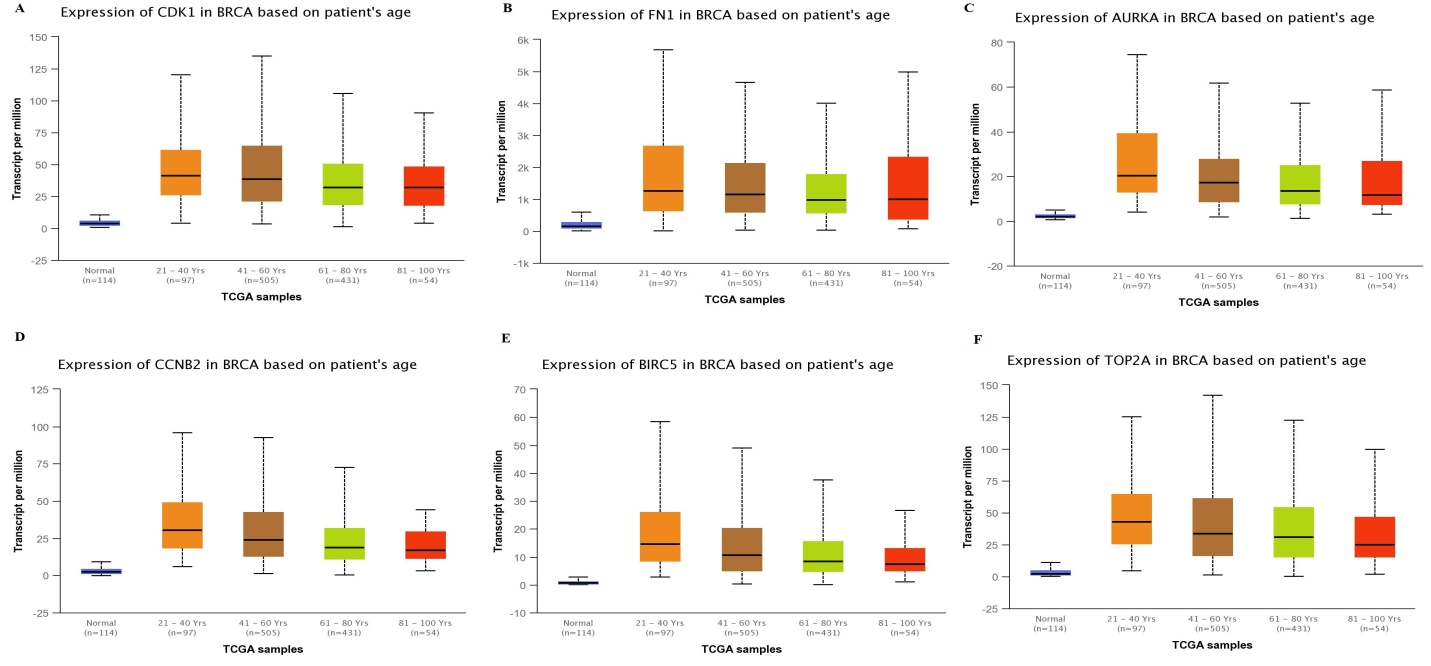 A
Expression of CDK1 in BRCA based on patient's age
Transcript per million
150
125
100
75
50
25
0
-25
Normal
(n=114)
21 – 40 Yrs
(n=97)
41 – 60 Yrs
(n=505)
61 – 80 Yrs
(n=431)
81 – 100 Yrs
(n=54)
TCGA samples
B
Expression of FN1 in BRCA based on patient's age
Transcript per million
6k
5k
4k
3k
2k
1k
0
-1k
Normal
(n=114)
21 – 40 Yrs
(n=97)
41 – 60 Yrs
(n=505)
61 – 80 Yrs
(n=431)
81 – 100 Yrs
(n=54)
TCGA samples
C
Expression of AURKA in BRCA based on patient's age
Transcript per million
80
60
40
20
0
-20
Normal
(n=114)
21 – 40 Yrs
(n=97)
41 – 60 Yrs
(n=505)
61 – 80 Yrs
(n=431)
81 – 100 Yrs
(n=54)
TCGA samples
D
Expression of CCNB2 in BRCA based on patient's age
Transcript per million
125
100
75
50
25
0
-25
Normal
(n=114)
21 – 40 Yrs
(n=97)
41 – 60 Yrs
(n=505)
61 – 80 Yrs
(n=431)
81 – 100 Yrs
(n=54)
TCGA samples
E
Expression of BIRC5 in BRCA based on patient's age
Transcript per million
70
60
50
40
30
20
10
0
-10
Normal
(n=114)
21 – 40 Yrs
(n=97)
41 – 60 Yrs
(n=505)
61 – 80 Yrs
(n=431)
81 – 100 Yrs
(n=54)
TCGA samples
F
Expression of TOP2A in BRCA based on patient's age
Transcript per million
150
125
100
75
50
25
0
-25
Normal
(n=114)
21 – 40 Yrs
(n=97)
41 – 60 Yrs
(n=505)
61 – 80 Yrs
(n=431)
81 – 100 Yrs
(n=54)
TCGA samples